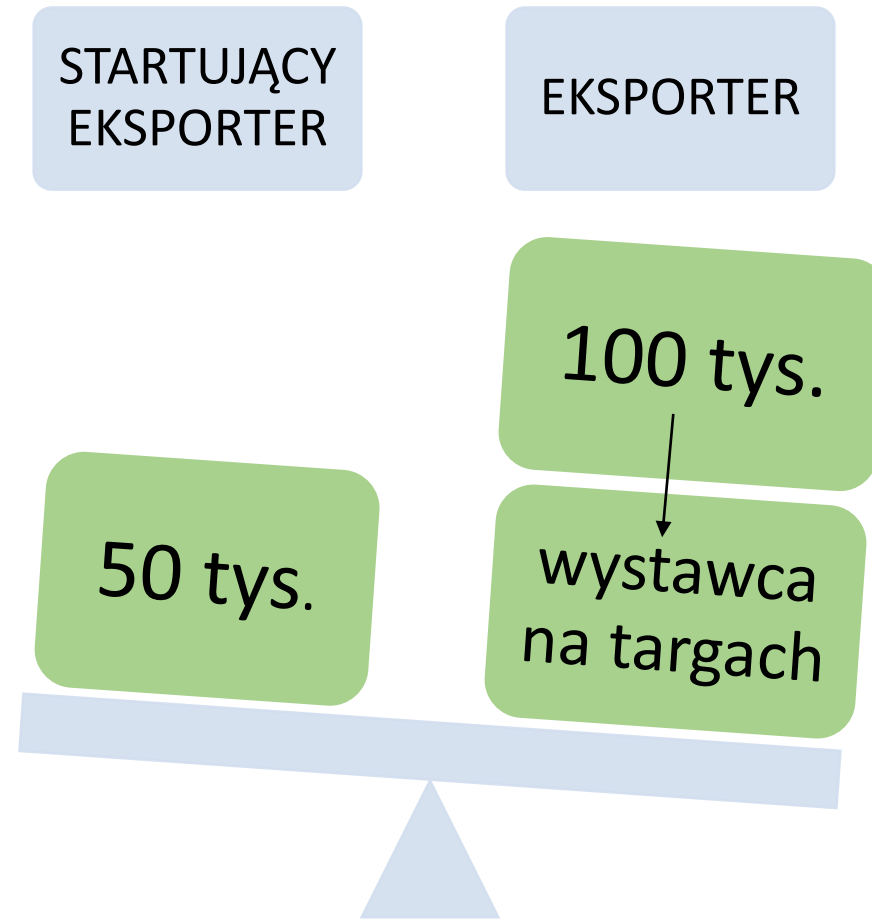 STARTUJĄCY
EKSPORTER
EKSPORTER
100 tys.
50 tys.
wystawca
na targach